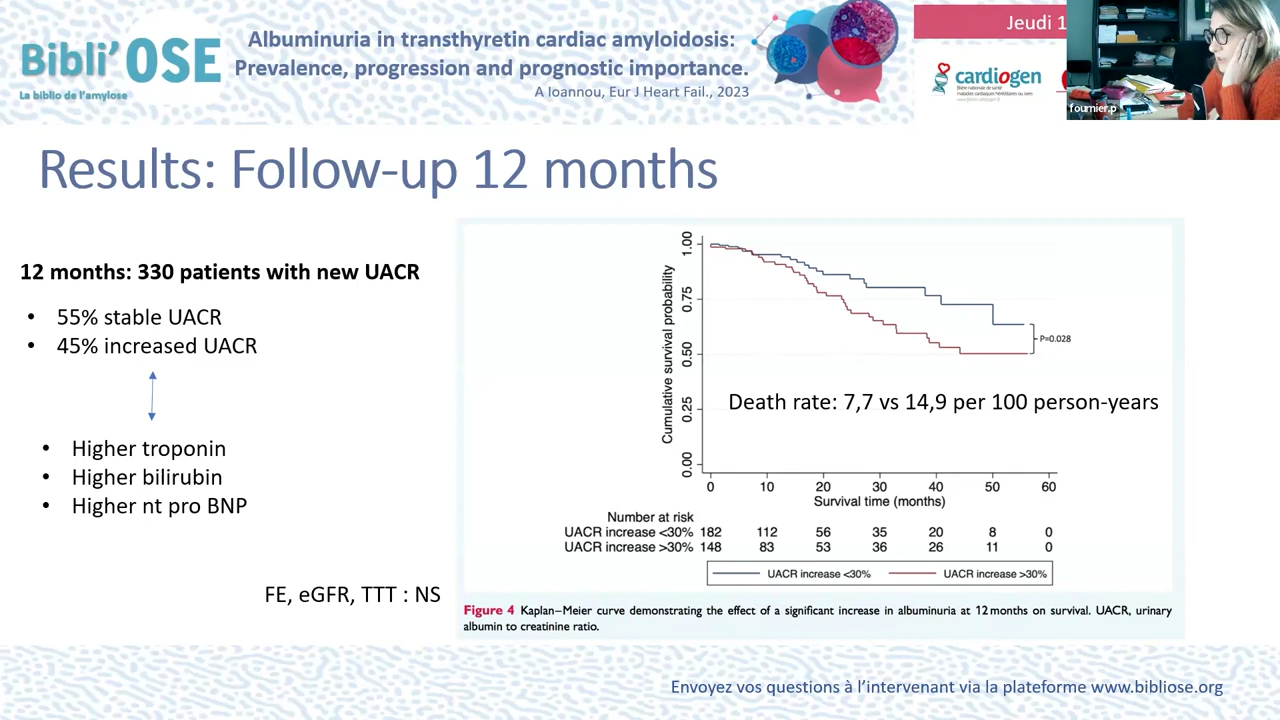 Bibli'OSE
La biblio de l'amylose
Albuminuria in transthyretin cardiac amyloidosis:
Prevalence, progression and prognostic importance.
A Ioannou, Eur J Heart Fail., 2023
Jeudi 1
cardiogen
fournier.p
Results: Follow-up 12 months
12 months: 330 patients with new UACR
• 55% stable UACR
• 45% increased UACR
• Higher troponin
• Higher bilirubin
• Higher nt pro BNP
FE, eGFR, TTT : NS
Cumulative survival probability
1.00
0.75
0.50
0.25
0.00
P=0.028
Death rate: 7,7 vs 14,9 per 100 person-years
0 10 20 30 40 50 60
Survival time (months)
Number at risk
UACR increase <30% 182 112 56 35 20 8 0
UACR increase >30% 148 83 53 36 26 11 0
UACR increase <30% UACR increase >30%
Figure 4 Kaplan–Meier curve demonstrating the effect of a significant increase in albuminuria at 12 months on survival. UACR, urinary
albumin to creatinine ratio.
Envoyez vos questions à l'intervenant via la plateforme www.bibliose.org